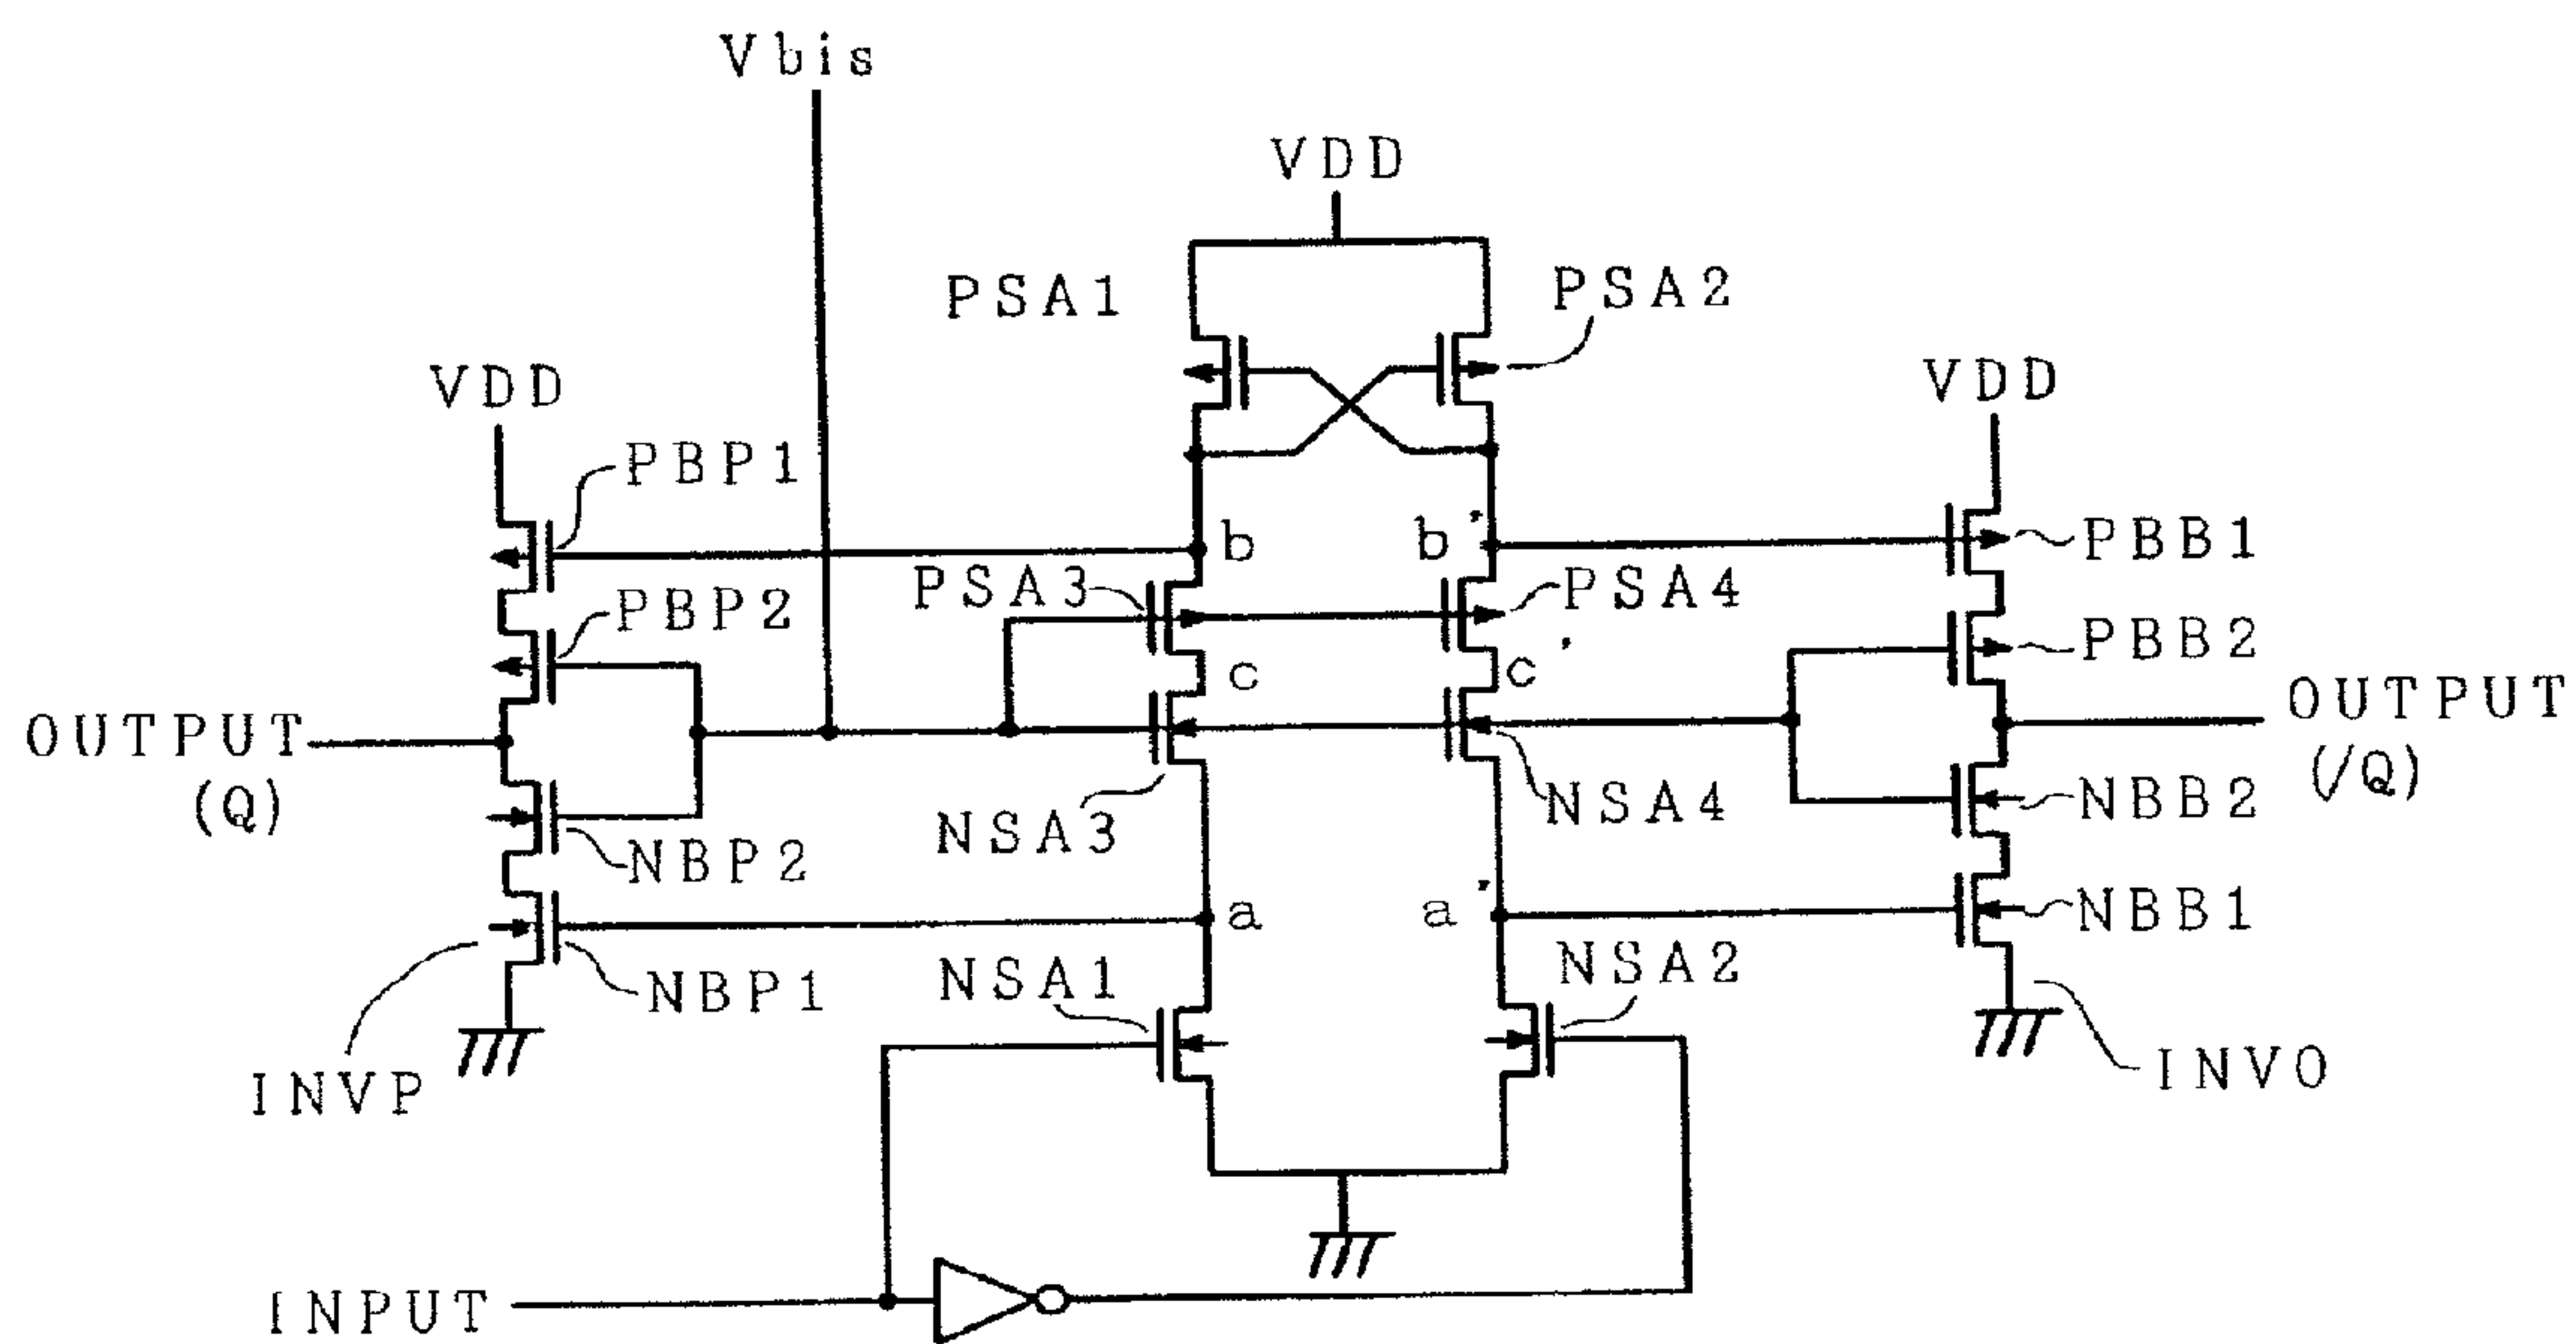 Vbis
VDD
PSA1
PSA2
VDD
VDD
PBP1
b
b'
PBB1
PSA3
PSA4
PBP2
PBB2
c
c'
OUTPUT
(Q)
OUTPUT
(/Q)
NSA3
NSA4
NBB2
NBP2
a
a'
NBB1
NSA1
NSA2
NBP1
INVP
INVO
INPUT